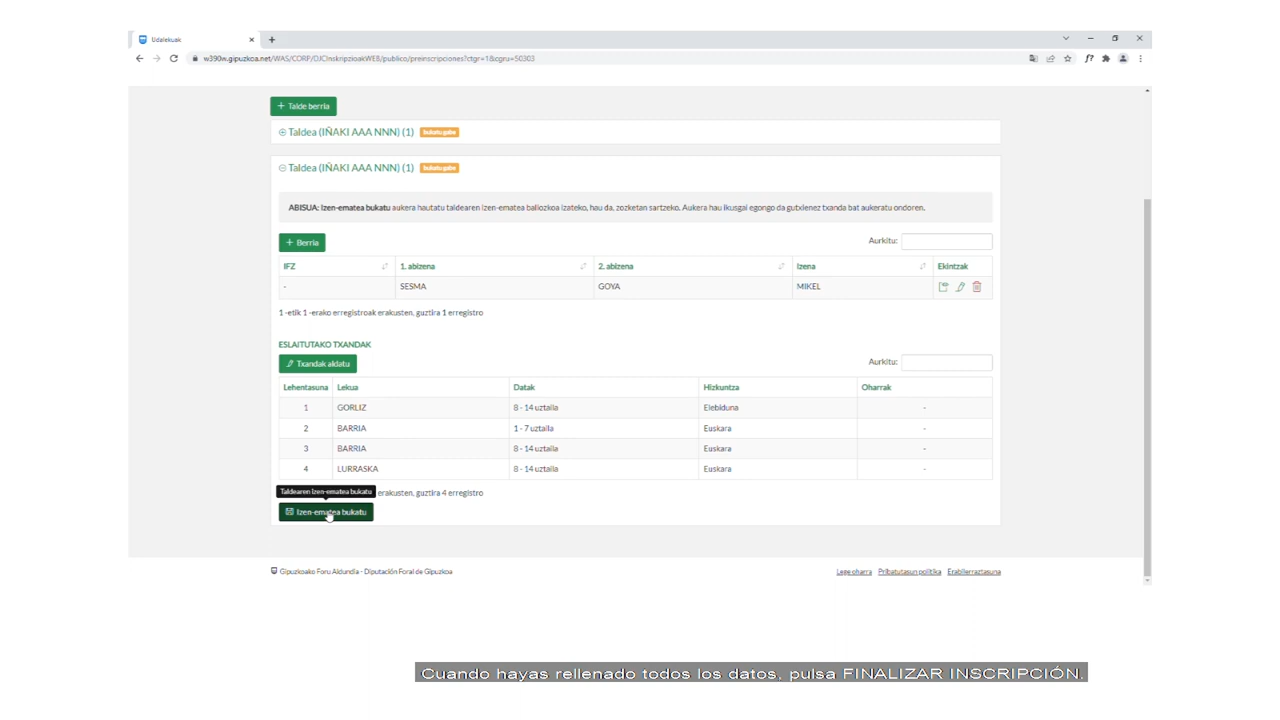 Udalekuak
w390w.gipuzkoa.net/WAS/CORP/DJCInskripzioakWEB/publico/preinscripciones?ctgr=1&cgru=50303
+ Talde berria
Taldea (IÑAKI AAA NNN) (1) bukatu gabe
Taldea (IÑAKI AAA NNN) (1) bukatu gabe
ABISUA: Izen-ematea bukatu aukera hautatu taldearen izen-ematea baliozkoa izateko, hau da, zozketan sartzeko. Aukera hau ikusgai egongo da gutxienez txanda bat aukeratu ondoren.
+ Berria Aurkitu:
IFZ 1. abizena 2. abizena Izena Ekintzak
- SESMA GOYA MIKEL
1 -etik 1 -erako erregistroak erakusten, guztira 1 erregistro
ESLAITUTAKO TXANDAK
Txandak aldatu Aurkitu:
Lehentasuna Lekua Datak Hizkuntza Oharrak
1 GORLIZ 8 - 14 uztaila Elebiduna -
2 BARRIA 1 - 7 uztaila Euskara -
3 BARRIA 8 - 14 uztaila Euskara -
4 LURRASKA 8 - 14 uztaila Euskara -
Taldearen izen-ematea bukatu erakusten, guztira 4 erregistro
Izen-ematea bukatu
Gipuzkoako Foru Aldundia - Diputación Foral de Gipuzkoa Lege oharra Pribatutasun politika Erabilerraztasuna
Cuando hayas rellenado todos los datos, pulsa FINALIZAR INSCRIPCIÓN.